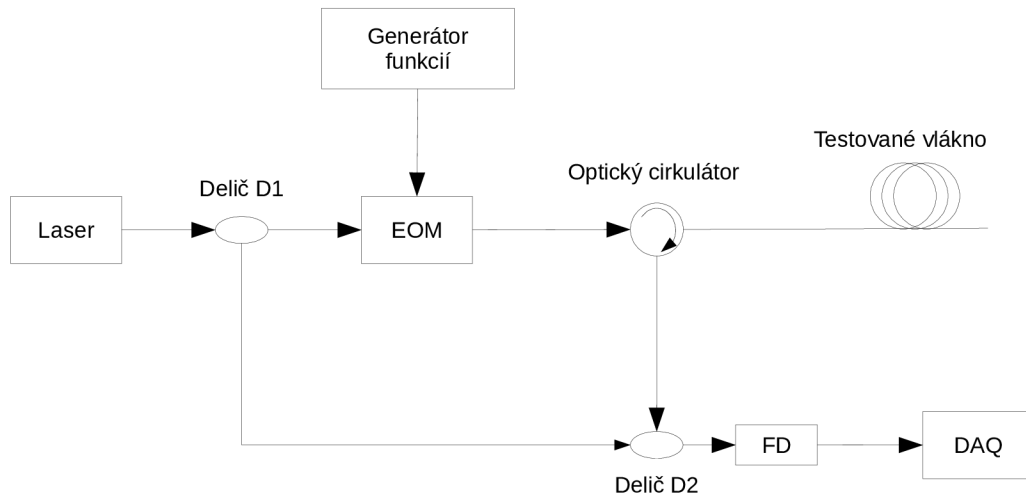 Generátor
funkcií
Testované vlákno
Optický cirkulátor
Delič D1
Laser
EOM
FD
DAQ
Delič D2